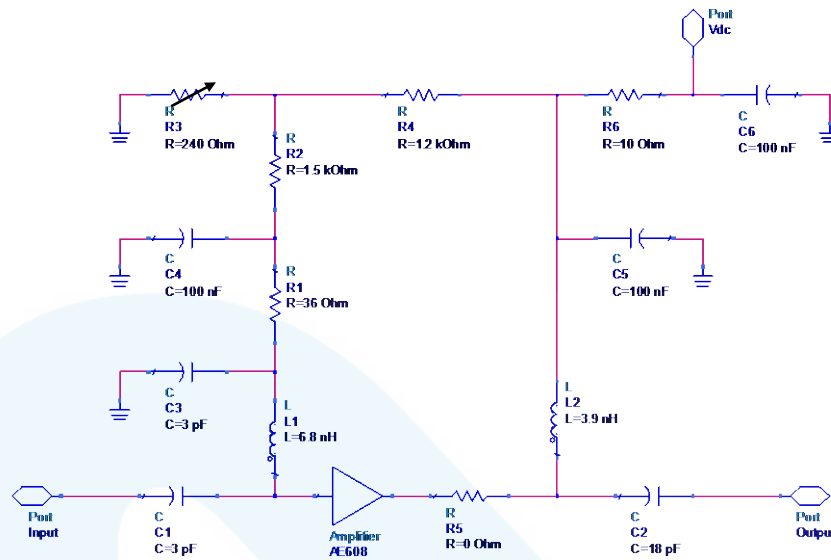 Port
Vdc
R
R3
R=240 Ohm
R
R4
R=12 kOhm
R
R6
R=10 Ohm
C
C6
C=100 nF
R
R2
R=1.5 kOhm
C
C4
C=100 nF
R
R1
R=36 Ohm
C
C5
C=100 nF
C
C3
C=3 pF
L
L1
L=6.8 nH
L
L2
L=3.9 nH
Port
Input
C
C1
C=3 pF
Amplifier
AE608
R
R5
R=0 Ohm
C
C2
C=18 pF
Port
Output